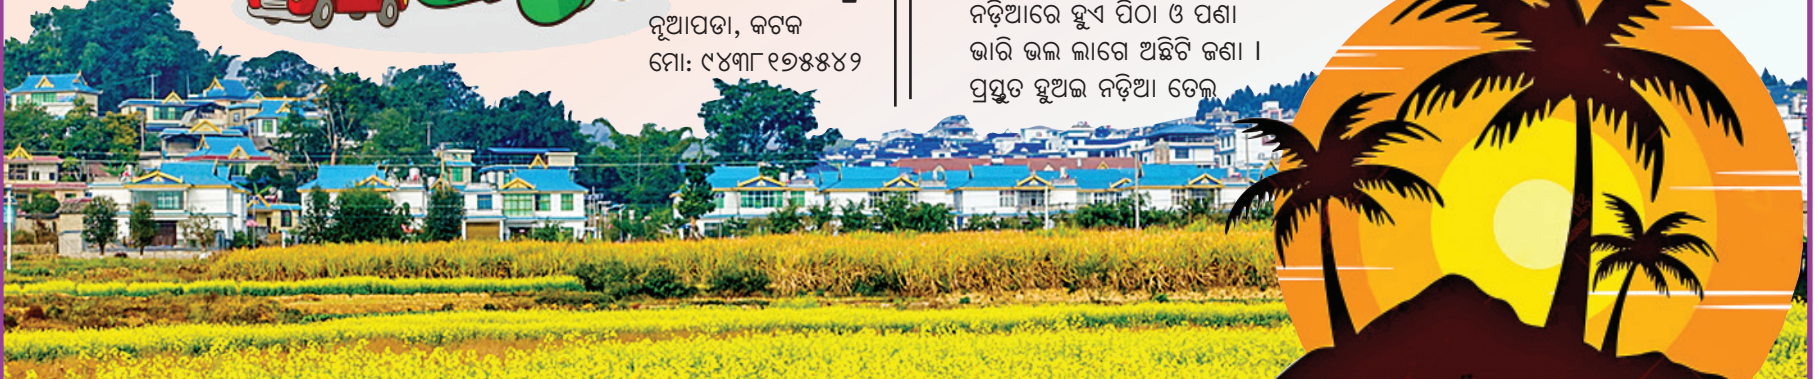 ନୂଆପଡା, କଟକ
ମୋ: ୯୪୩୮୧୭୫୫୪୨
ନଡ଼ିଆରେ ହୁଏ ପିଠା ଓ ପଣା
ଭାରି ଭଲ ଲାଗେ ଅଛିଟି ଜଣା ।
ପ୍ରସ୍ତୁତ ହୁଅଇ ନଡ଼ିଆ ତେଲ